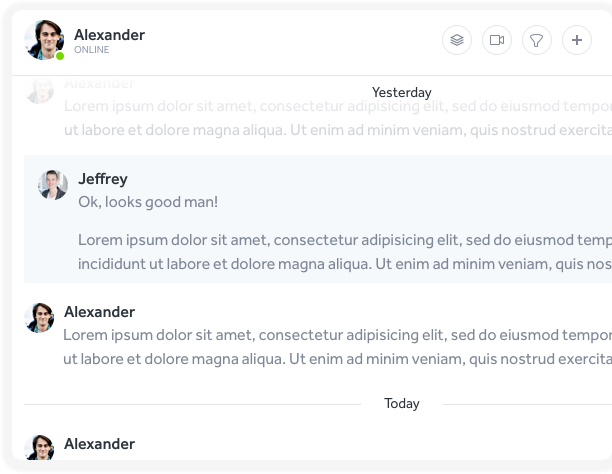 Alexander
ONLINE
Yesterday
Alexander
Lorem ipsum dolor sit amet, consectetur adipisicing elit, sed do eiusmod tempor
ut labore et dolore magna aliqua. Ut enim ad minim veniam, quis nostrud exercita
Jeffrey
Ok, looks good man!
Lorem ipsum dolor sit amet, consectetur adipisicing elit, sed do eiusmod temp
incididunt ut labore et dolore magna aliqua. Ut enim ad minim veniam, quis nos
Alexander
Lorem ipsum dolor sit amet, consectetur adipisicing elit, sed do eiusmod tempor
ut labore et dolore magna aliqua. Ut enim ad minim veniam, quis nostrud exercita
Today
Alexander